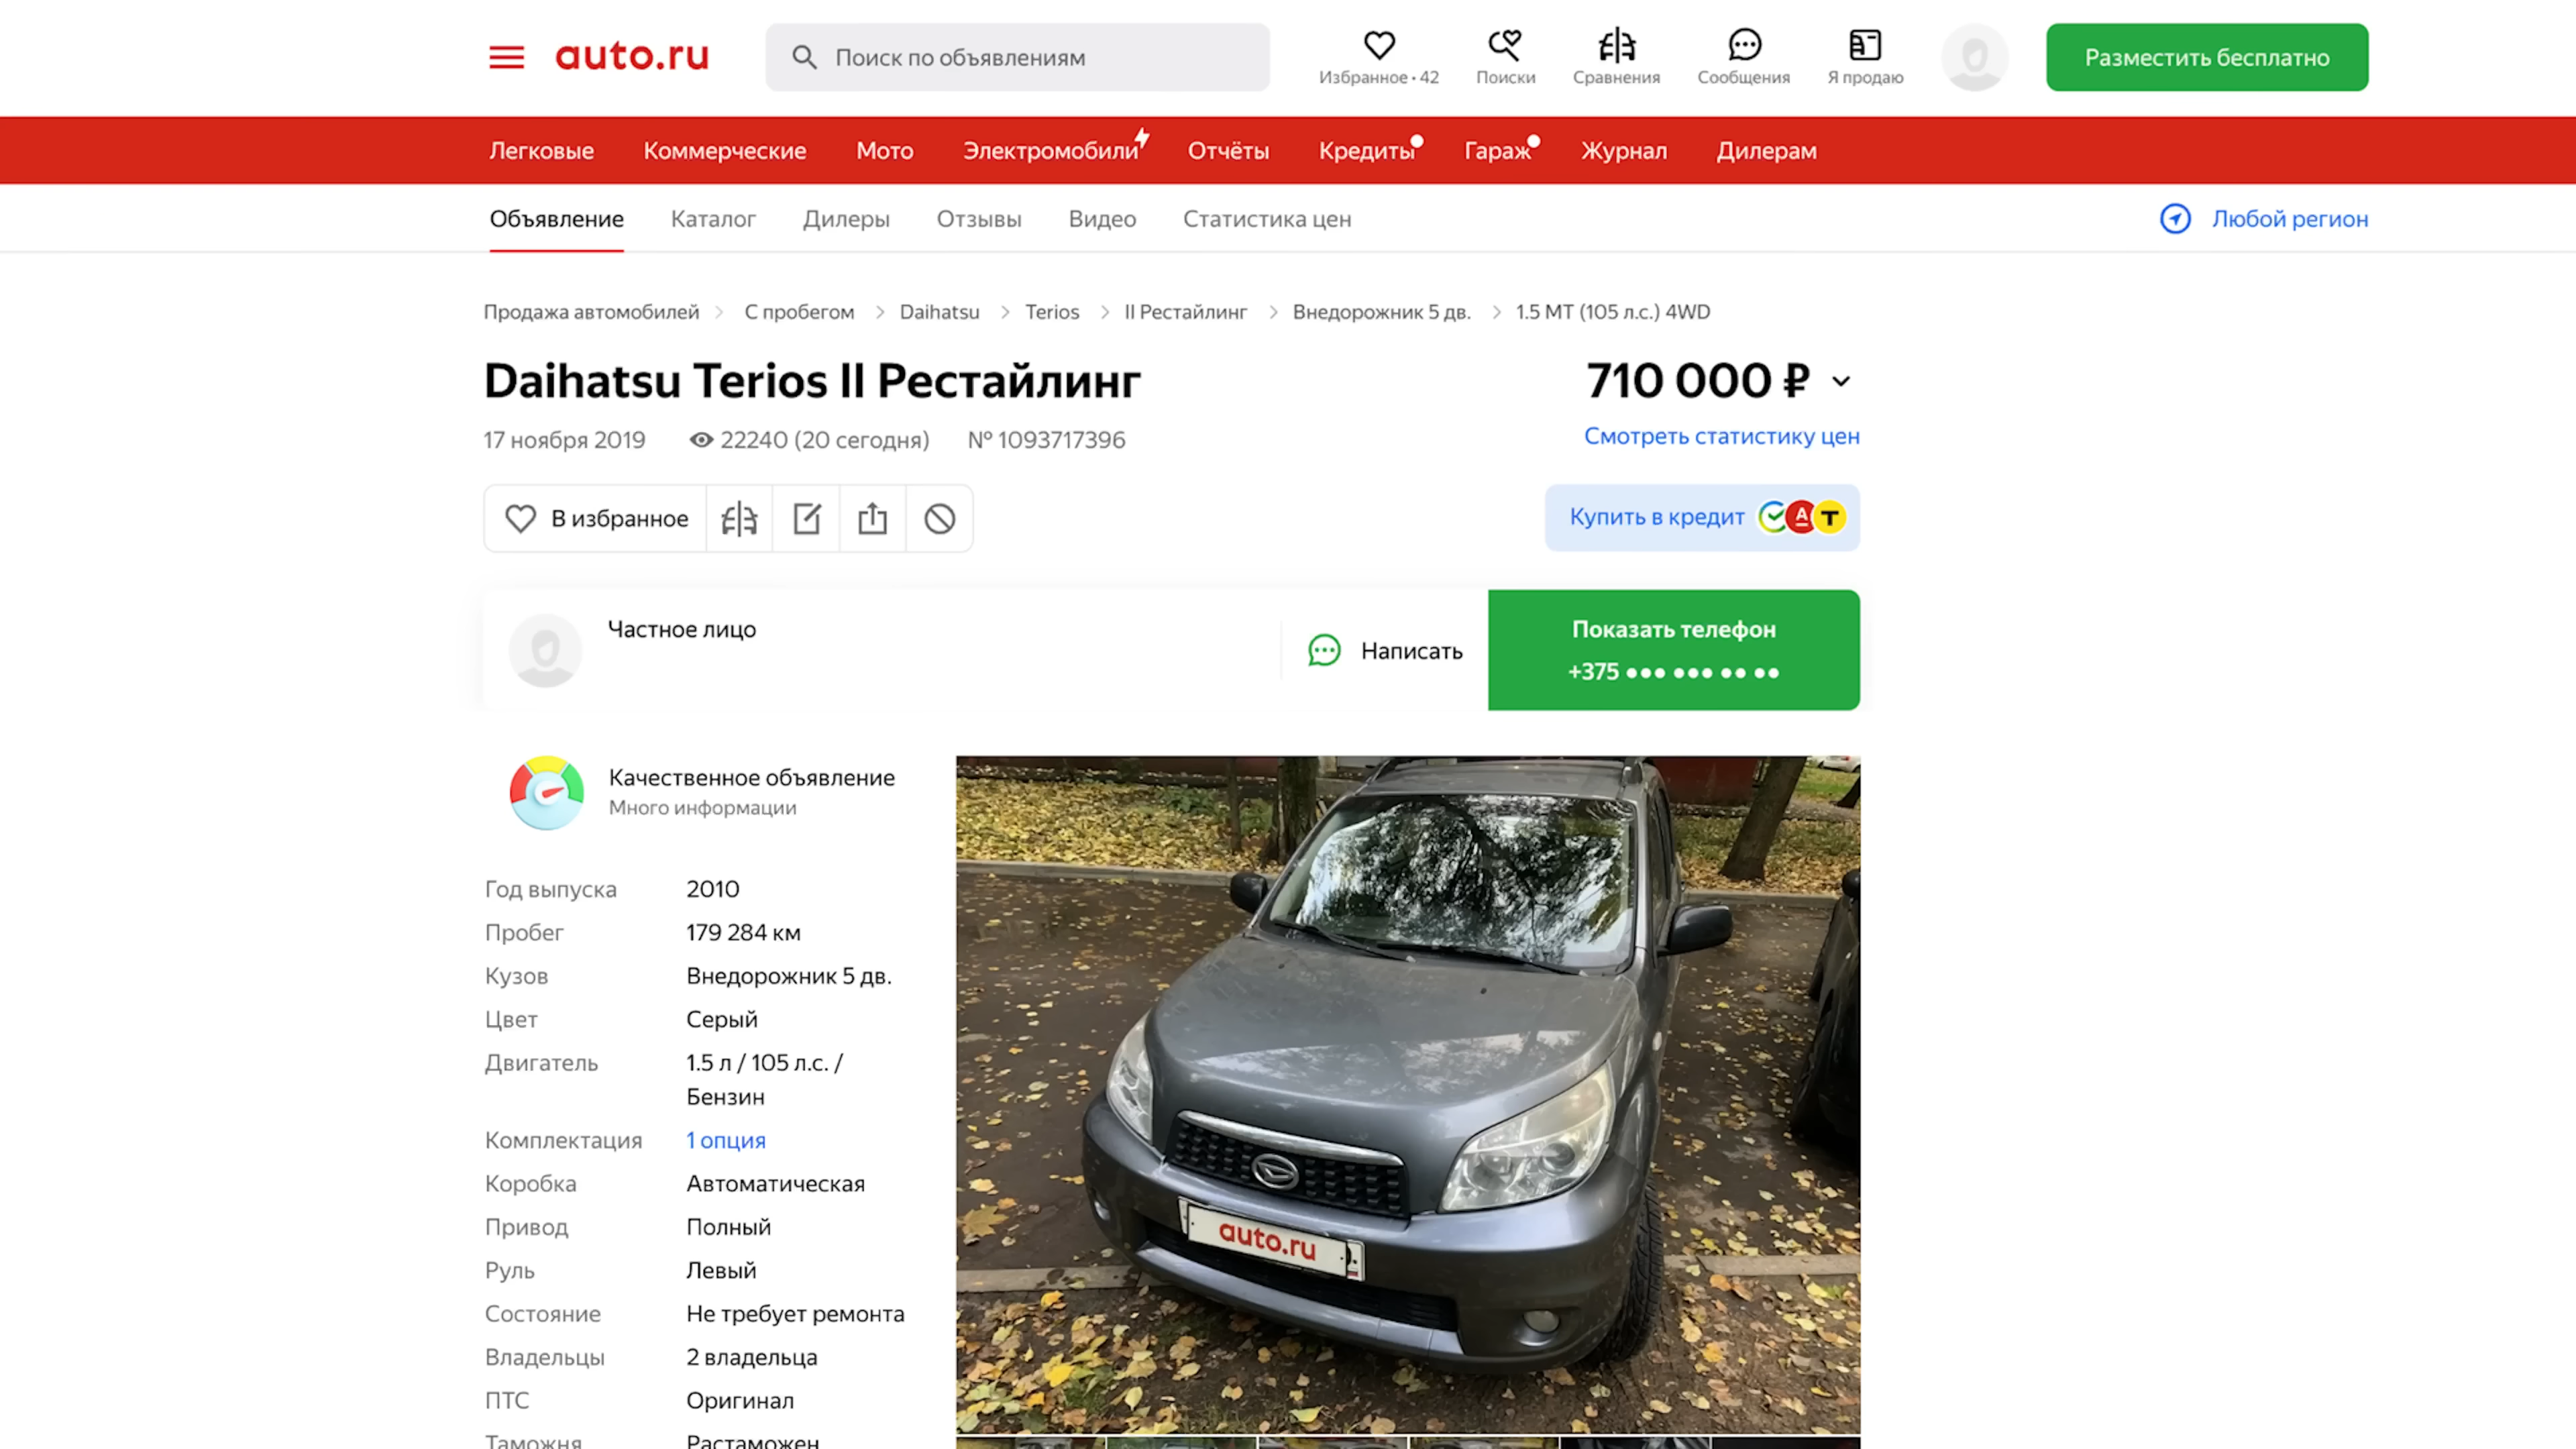 auto.ru
Поиск по объявлениям
Избранное • 42
Поиски
Сравнения
Сообщения
Я продаю
Разместить бесплатно
Легковые
Коммерческие
Мото
Электромобили
Отчёты
Кредиты
Гараж
Журнал
Дилерам
Объявление
Каталог
Дилеры
Отзывы
Видео
Статистика цен
Любой регион
Продажа автомобилей > С пробегом > Daihatsu > Terios > II Рестайлинг > Внедорожник 5 дв. > 1.5 MT (105 л.с.) 4WD
Daihatsu Terios II Рестайлинг
710 000 ₽
17 ноября 2019
22240 (20 сегодня)
№ 1093717396
Смотреть статистику цен
В избранное
Купить в кредит
Частное лицо
Написать
Показать телефон
+375 ••• ••• •• ••
Качественное объявление
Много информации
Год выпуска 2010
Пробег 179 284 км
Кузов Внедорожник 5 дв.
Цвет Серый
Двигатель 1.5 л / 105 л.с. /
Бензин
Комплектация 1 опция
Коробка Автоматическая
Привод Полный
Руль Левый
Состояние Не требует ремонта
Владельцы 2 владельца
ПТС Оригинал
Таможня Растаможен
auto.ru